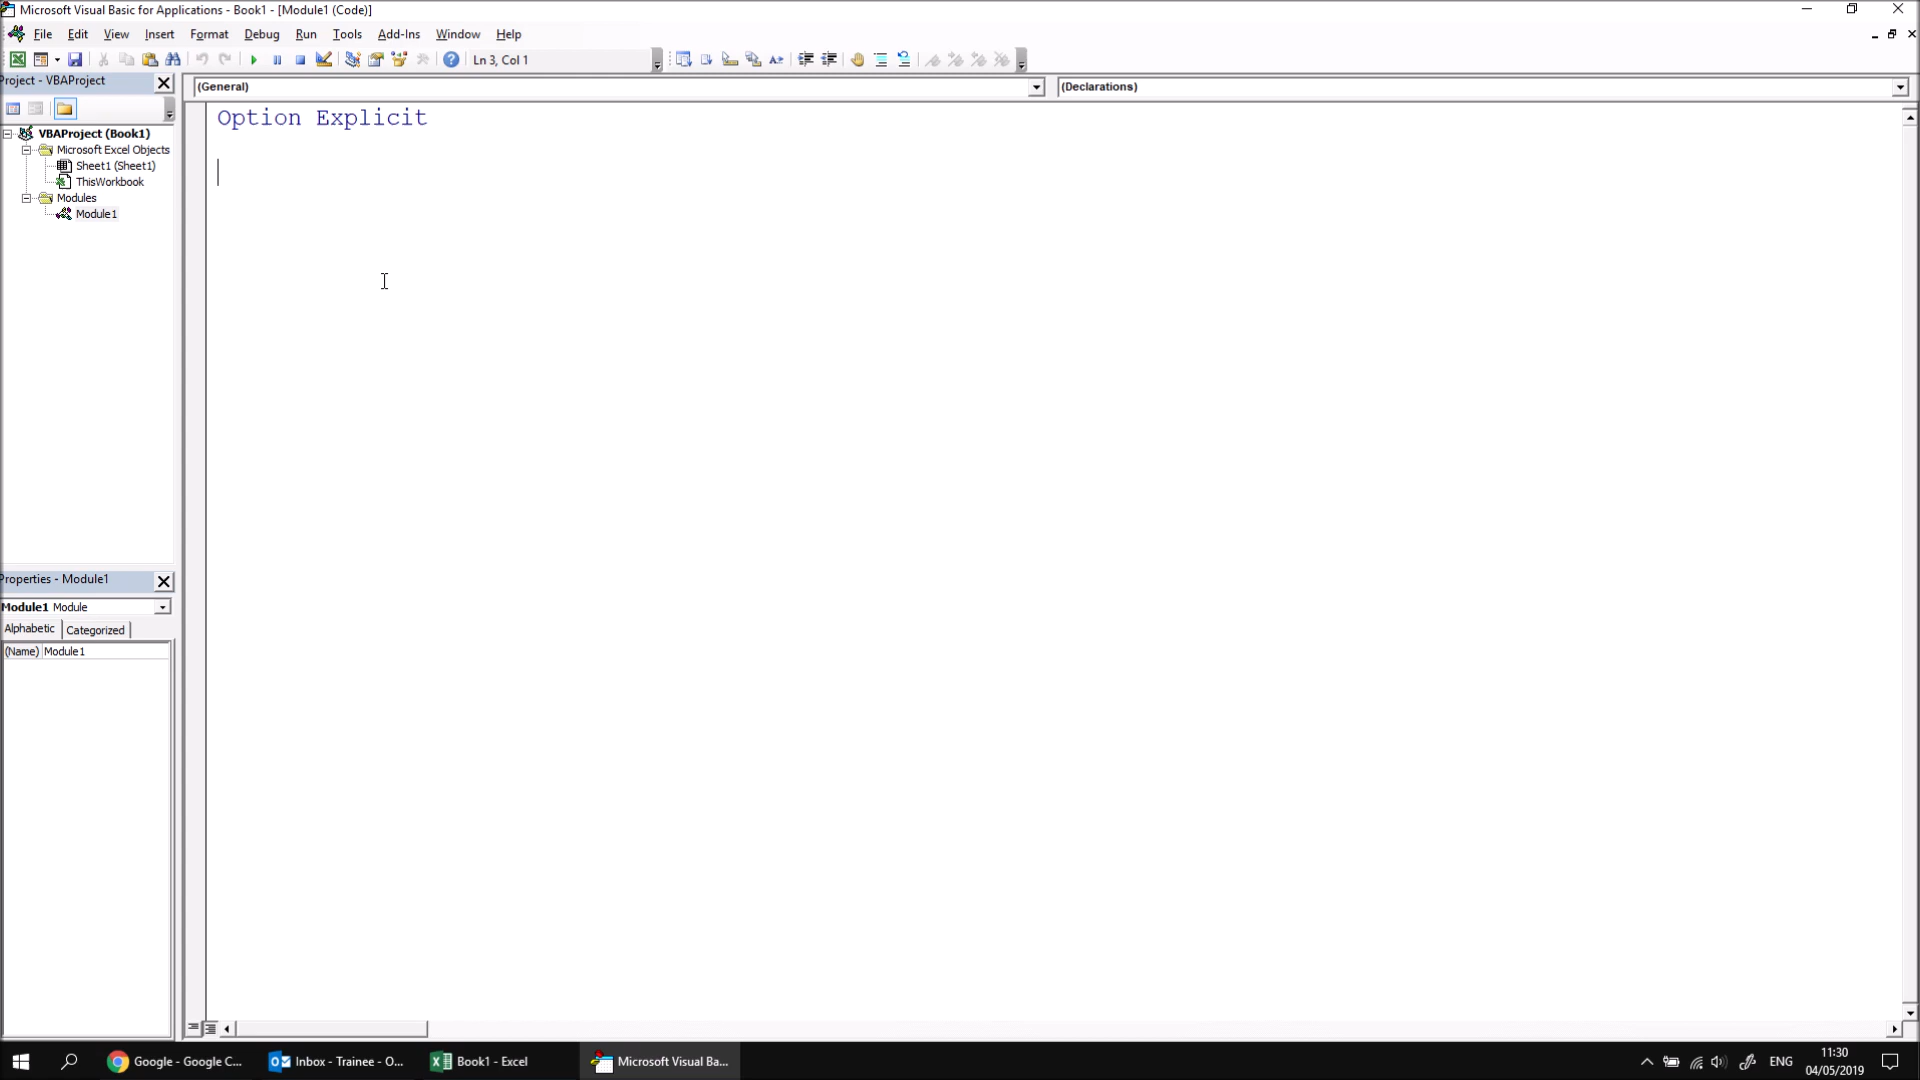 Microsoft Visual Basic for Applications - Book1 - [Module1 (Code)]
File Edit View Insert Format Debug Run Tools Add-Ins Window Help
Ln 3, Col 1
Project - VBAProject
(General) (Declarations)
Option Explicit
VBAProject (Book1)
Microsoft Excel Objects
Sheet1 (Sheet1)
ThisWorkbook
Modules
Module1
Properties - Module1
Module1 Module
Alphabetic Categorized
(Name) Module1
Google - Google C... Inbox - Trainee - O... Book1 - Excel Microsoft Visual Ba... ENG 11:30
04/05/2019